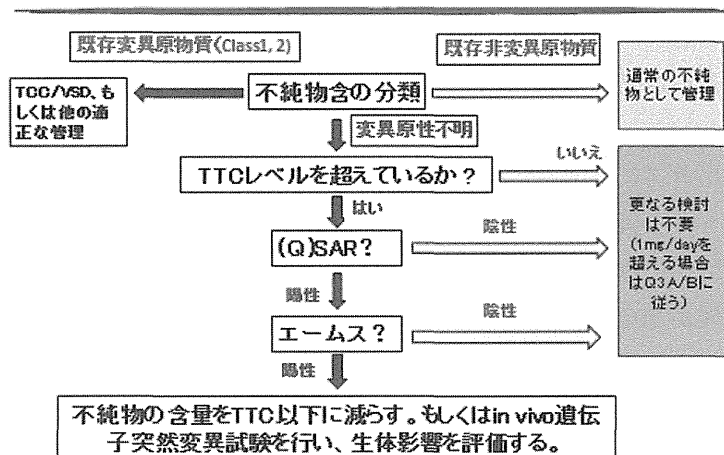 既存変異原物質(Class1, 2)
既存非変異原物質
TCC/VSD、も
しくは他の適
正な管理
不純物含の分類
通常の不純
物として管理
変異原性不明
TTCレベルを超えているか?
いいえ
はい
更なる検討
は不要
(1mg/dayを
超える場合
はQ3A/Bに
従う)
(Q)SAR?
陰性
陽性
エームス?
陰性
陽性
不純物の含量をTTC以下に減らす。もしくはin vivo遺伝
子突然変異試験を行い、生体影響を評価する。